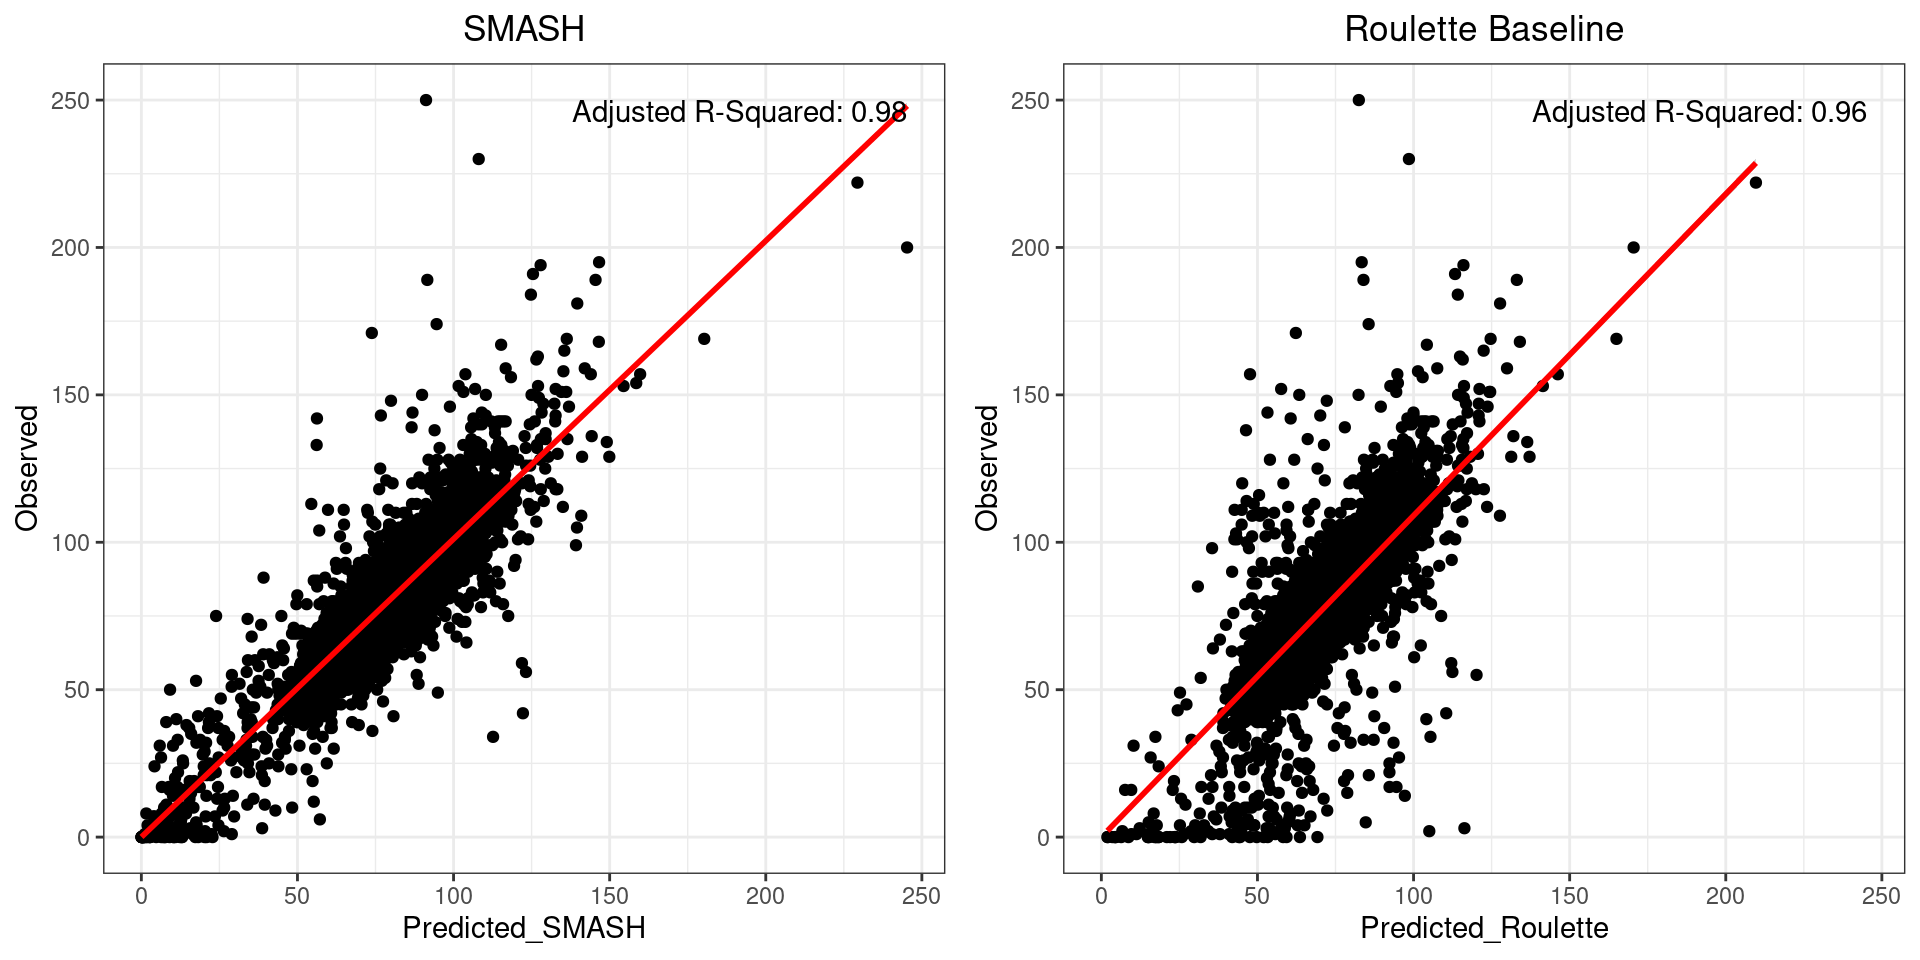 SMASH
Adjusted R-Squared: 0.98
250
200
150
100
50
0
Observed
0 50 100 150 200 250
Predicted_SMASH
Roulette Baseline
Adjusted R-Squared: 0.96
250
200
150
100
50
0
Observed
0 50 100 150 200 250
Predicted_Roulette